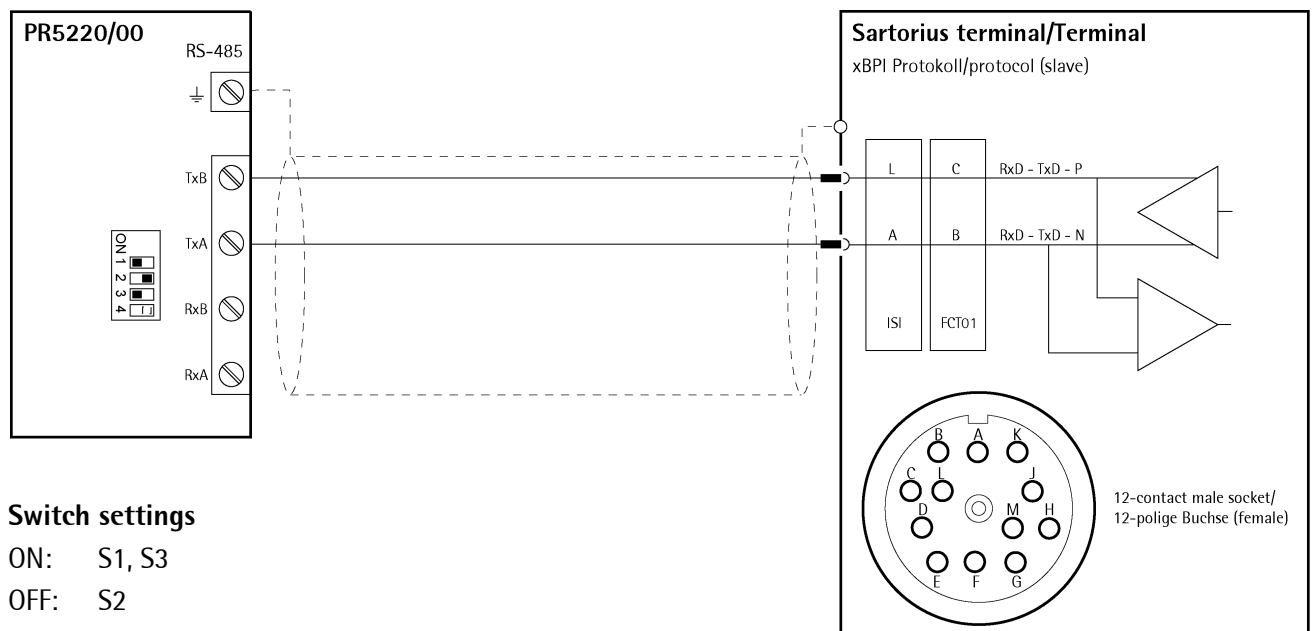 PR5220/00
RS-485
TxB
TxA
RxB
RxA
ON
1
2
3
4
Switch settings
ON: S1, S3
OFF: S2
Sartorius terminal/Terminal
xBPI Protokoll/protocol (slave)
L C RxD - TxD - P
A B RxD - TxD - N
ISI FCT01
B A K
C L J
D M H
E F G
12-contact male socket/
12-polige Buchse (female)